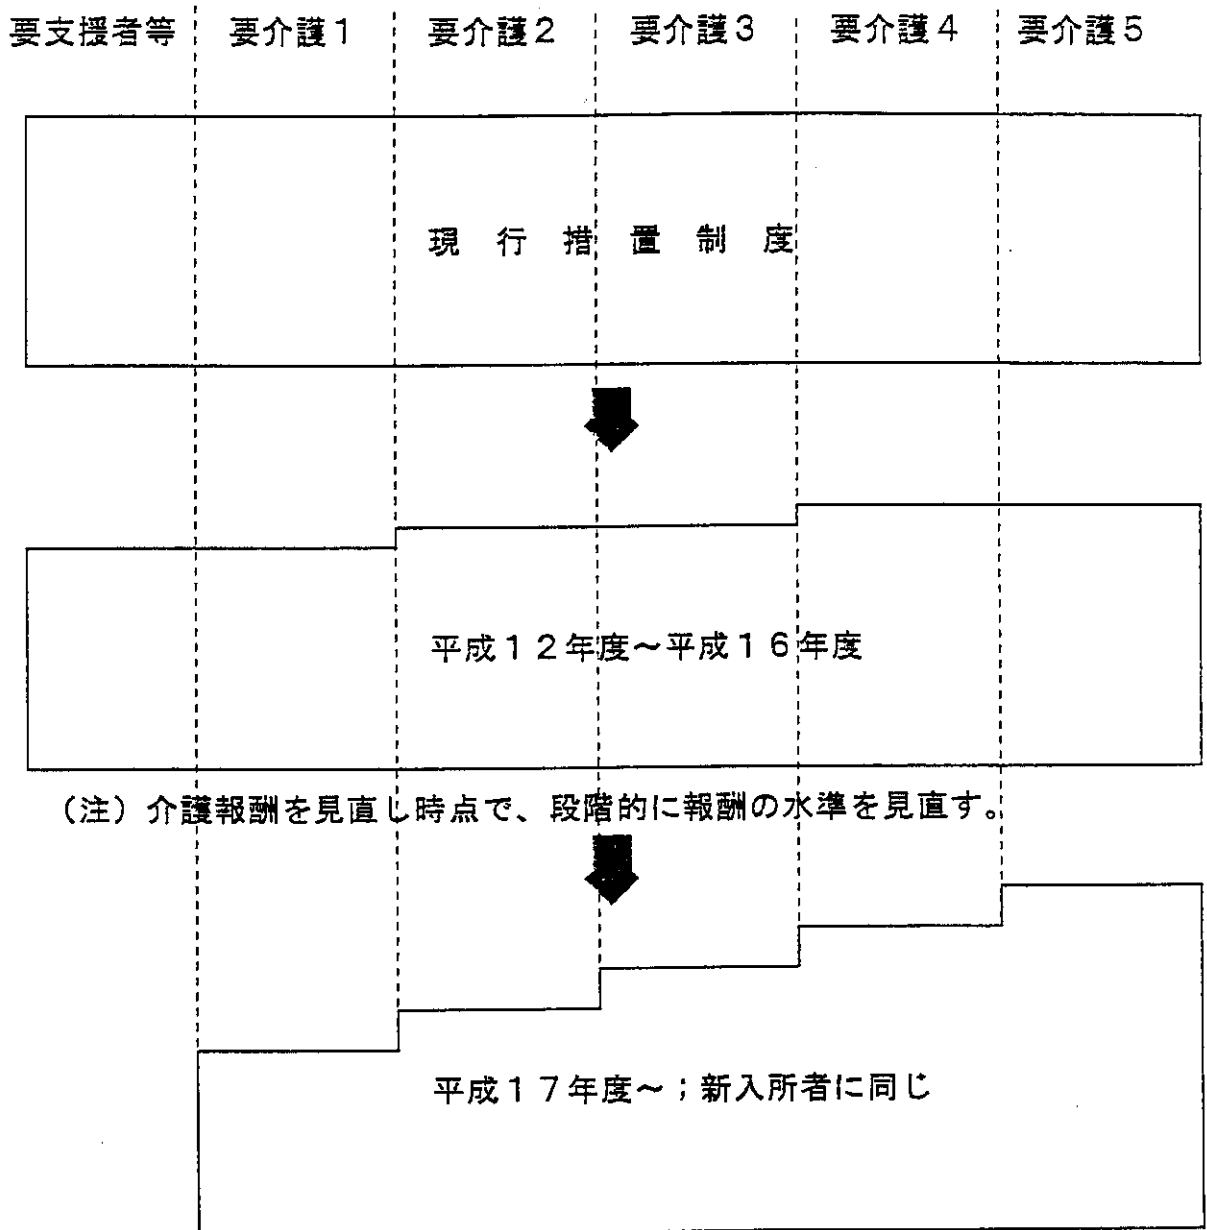 要支援者等 要介護1 要介護2 要介護3 要介護4 要介護5
現行措置制度
平成12年度～平成16年度
（注）介護報酬を見直し時点で、段階的に報酬の水準を見直す。
平成17年度～；新入所者に同じ